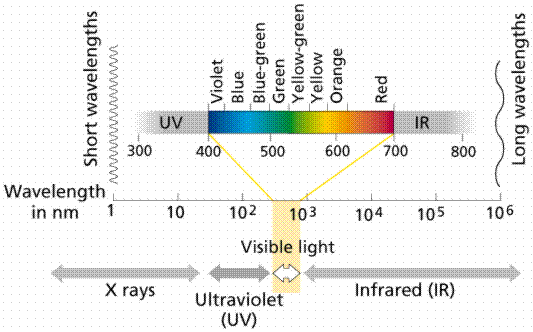 Short wavelengths
Violet
Blue
Blue-green
Green
Yellow-green
Yellow
Orange
Red
Long wavelengths
UV
IR
300
400
500
600
700
800
Wavelength
in nm
1
10
10²
10³
10⁴
10⁵
10⁶
Visible light
X rays
Ultraviolet
(UV)
Infrared (IR)